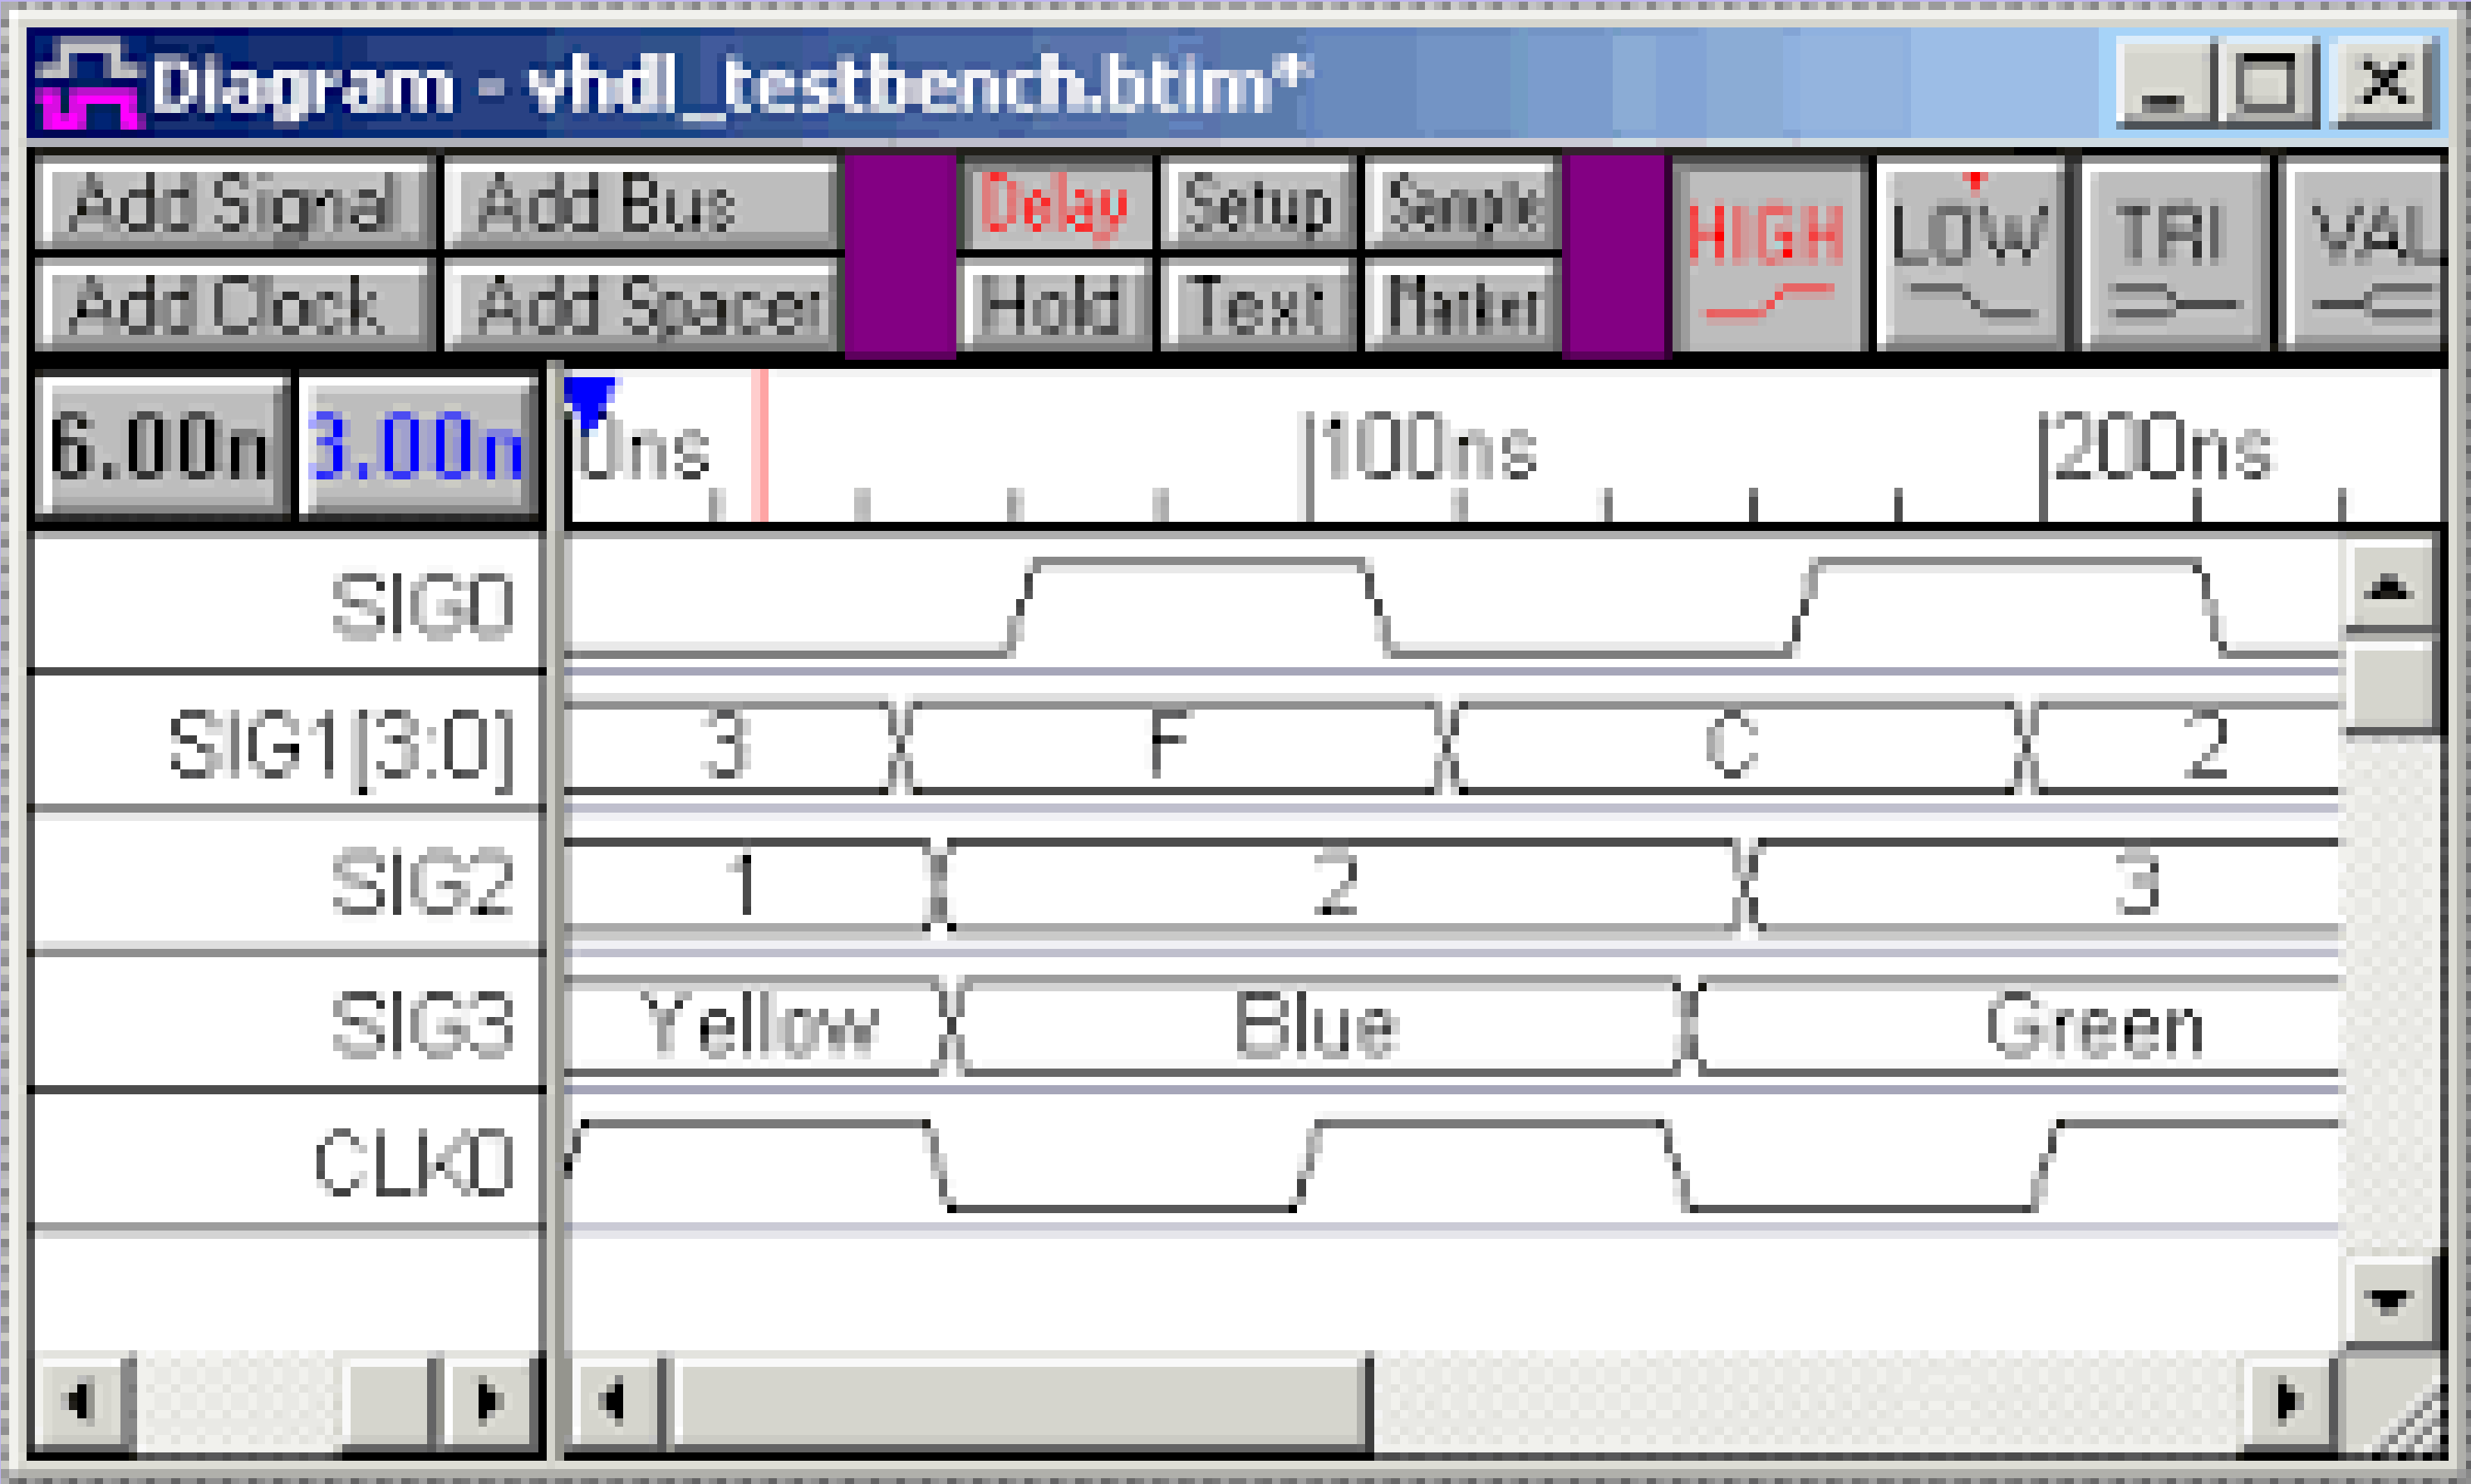 Diagram - vhdl_testbench.btim*
Add Signal Add Bus Delay Setup Sample HIGH LOW TRI VAL
Add Clock Add Spacer Hold Text Marker
6.00n 3.00n 0ns 100ns 200ns
SIG0
SIG1[3:0] 3 F C 2
SIG2 1 2 3
SIG3 Yellow Blue Green
CLK0